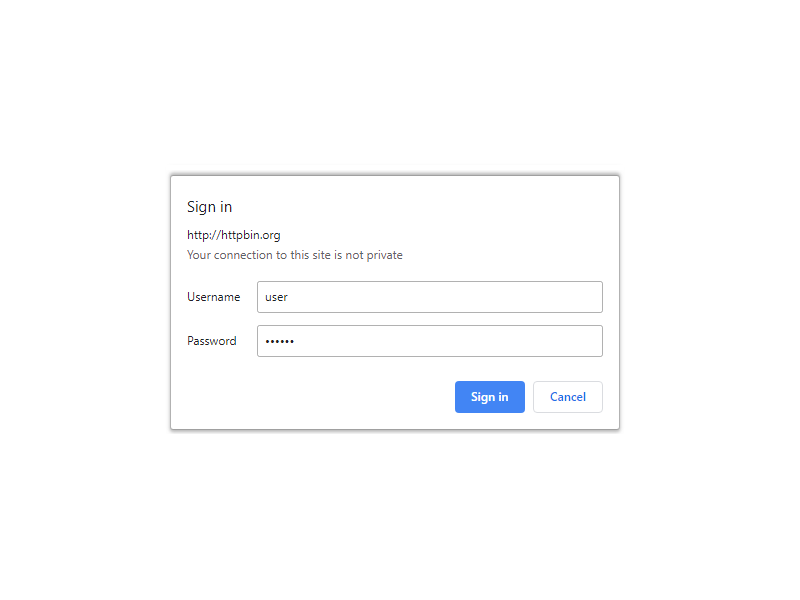 Sign in
http://httpbin.org
Your connection to this site is not private
Username user
Password ••••••
Sign in Cancel